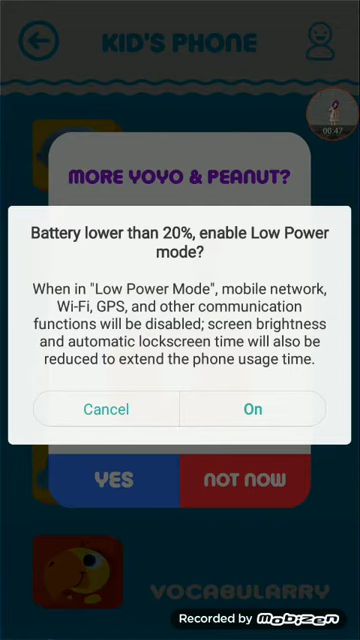 KID'S PHONE
00:47
MORE YOYO & PEANUT?
Battery lower than 20%, enable Low Power
mode?
When in "Low Power Mode", mobile network,
Wi-Fi, GPS, and other communication
functions will be disabled; screen brightness
and automatic lockscreen time will also be
reduced to extend the phone usage time.
Cancel
On
YES
NOT NOW
VOCABULARRY
Recorded by Mobizen